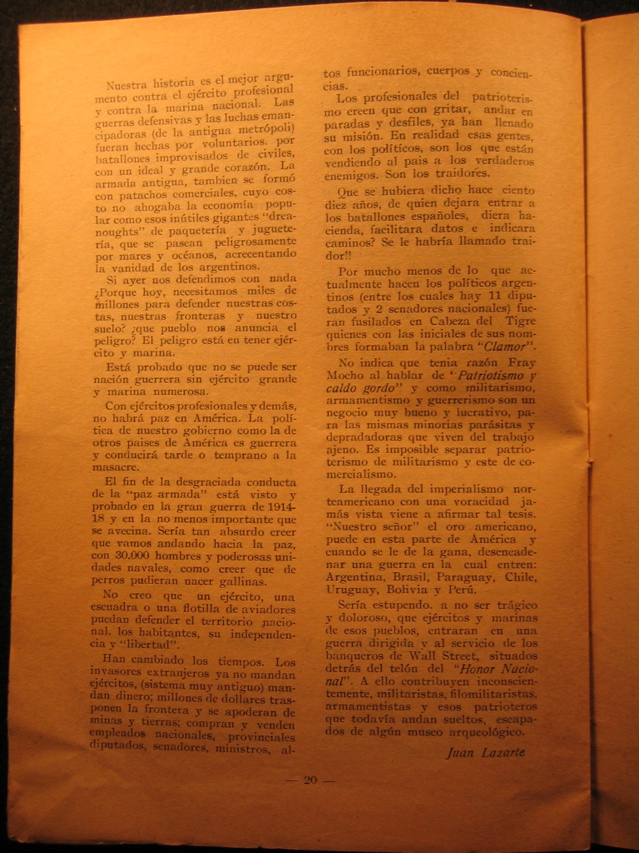 Nuestra historia es el mejor argu-
mento contra el ejército profesional
y contra la marina nacional. Las
guerras defensivas y las luchas eman-
cipadoras (de la antigua metrópoli)
fueran hechas por voluntarios. por
batallones improvisados de civiles,
con un ideal y grande corazón. La
armada antigua, tambien se formó
con patachos comerciales, cuyo cos-
to no ahogaba la economía popu-
lar como esos inútiles gigantes "drea-
noughts" de paquetería y juguete-
ría, que se pasean peligrosamente
por mares y océanos, acrecentando
la vanidad de los argentinos.
Si ayer nos defendimos con nada
¿Porque hoy, necesitamos miles de
millones para defender nuestras cos-
tas, nuestras fronteras y nuestro
suelo? ¿que pueblo nos anuncia el
peligro? El peligro está en tener ejér-
cito y marina.
Está probado que no se puede ser
nación guerrera sin ejército grande
y marina numerosa.
Con ejércitos profesionales y demás,
no habrá paz en América. La polí-
tica de nuestro gobierno como la de
otros paises de América es guerrera
y conducirá tarde o temprano a la
masacre.
El fin de la desgraciada conducta
de la "paz armada" está visto y
probado en la gran guerra de 1914-
18 y en la no menos importante que
se avecina. Sería tan absurdo creer
que vamos andando hacia la paz,
con 30.000 hombres y poderosas uni-
dades navales, como creer que de
perros pudieran nacer gallinas.
No creo que un ejército, una
escuadra o una flotilla de aviadores
puedan defender el territorio nacio-
nal. los habitantes, su independen-
cia y "libertad".
Han cambiado los tiempos. Los
invasores extranjeros ya no mandan
ejércitos, (sistema muy antiguo) man-
dan dinero; millones de dollares tras-
ponen la frontera y se apoderan de
minas y tierras; compran y venden
empleados nacionales, provinciales
diputados, senadores, ministros, al-
tos funcionarios, cuerpos y concien-
cias.
Los profesionales del patrioteris-
mo creen que con gritar, andar en
paradas y desfiles, ya han llenado
su misión. En realidad esas gentes,
con los políticos, son los que están
vendiendo al pais a los verdaderos
enemigos. Son los traidores.
Que se hubiera dicho hace ciento
diez años, de quien dejara entrar a
los batallones españoles, diera ha-
cienda, facilitara datos e indicara
caminos? Se le habría llamado trai-
dor!!
Por mucho menos de lo que ac-
tualmente hacen los políticos argen-
tinos (entre los cuales hay 11 dipu-
tados y 2 senadores nacionales) fue-
ran fusilados en Cabeza del Tigre
quienes con las iniciales de sus nom-
bres formaban la palabra "Clamor".
No indica que tenia razón Fray
Mocho al hablar de "Patriotismo y
caldo gordo" y como militarismo,
armamentismo y guerrerismo son un
negocio muy bueno y lucrativo, pa-
ra las mismas minorias parásitas y
depradadoras que viven del trabajo
ajeno. Es imposible separar patrio-
terismo de militarismo y este de co-
mercialismo.
La llegada del imperialismo nor-
teamericano con una voracidad ja-
más vista viene a afirmar tal tesis.
"Nuestro señor" el oro americano,
puede en esta parte de América y
cuando se le de la gana, desencade-
nar una guerra en la cual entren:
Argentina, Brasil, Paraguay, Chile,
Uruguay, Bolivia y Perú.
Sería estupendo. a no ser trágico
y doloroso, que ejércitos y marinas
de esos pueblos, entraran en una
guerra dirigida y al servicio de los
banqueros de Wall Street, situados
detrás del telón del "Honor Nacio-
nal". A ello contribuyen inconscien-
temente, militaristas, filomilitaristas,
armamentistas y esos patrioteros
que todavía andan sueltos, escapa-
dos de algún museo arqueológico.
Juan Lazarte
— 20 —